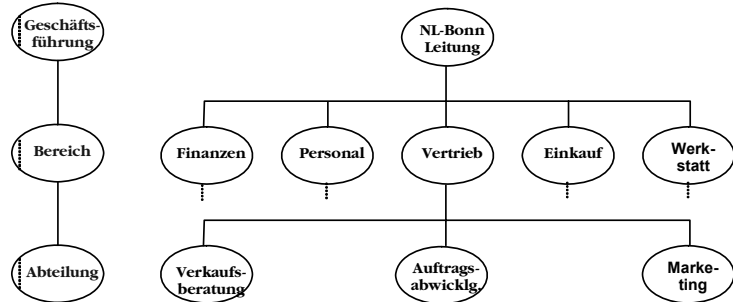 Geschäfts-
führung
NL-Bonn
Leitung
Bereich
Finanzen
Personal
Vertrieb
Einkauf
Werk-
statt
Abteilung
Verkaufs-
beratung
Auftrags-
abwicklg.
Marke-
ting